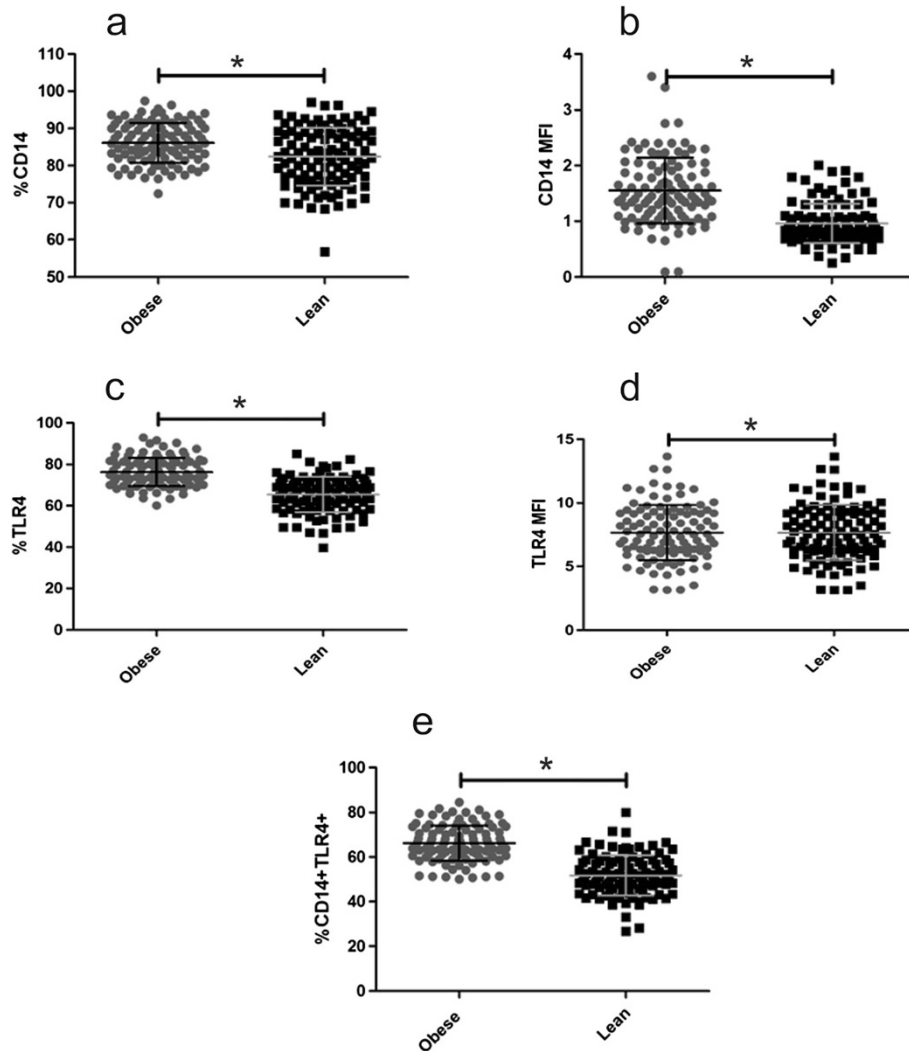 a
*
%CD14
110
100
90
80
70
60
50
Obese
Lean
b
*
CD14 MFI
4
3
2
1
0
Obese
Lean
c
*
%TLR4
100
80
60
40
20
0
Obese
Lean
d
*
TLR4 MFI
15
10
5
0
Obese
Lean
e
*
%CD14+TLR4+
100
80
60
40
20
0
Obese
Lean